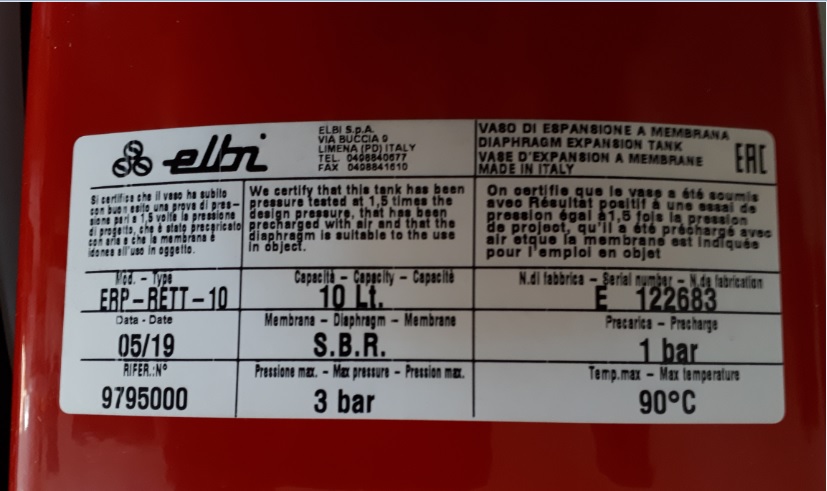 elbi
ELBI S.p.A.
VIA BUCCIA 9
LIMENA (PD) ITALY
TEL. 0498840677
FAX 0498841610
VASO DI ESPANSIONE A MEMBRANA
DIAPHRAGM EXPANSION TANK
VASE D'EXPANSION A MEMBRANE
MADE IN ITALY
EAC
Si certifica che il vaso ha subito
con buon esito una prova di pres-
sione pari a 1,5 volte la pressione
di progetto, che è stato precaricato
con aria e che la membrana è
idonea all'uso in oggetto.
We certify that this tank has been
pressure tested at 1,5 times the
design pressure, that has been
precharged with air and that the
diaphragm is suitable to the use
in object.
On certifie que le vase a été soumis
avec Résultat positif à une essai de
pression égal à1,5 fois la pression
de project, qu'il a été préchargé avec
air etque la membrane est indiquée
pour l'emploi en objet
Mod. - Type
ERP-RETT-10
Capacità - Capacity - Capacité
10 Lt.
N.di fabbrica - Serial number - N.de fabrication
E 122683
Data - Date
05/19
Membrana - Diaphragm - Membrane
S.B.R.
Precarica - Precharge
1 bar
RIFER.:N°
9795000
Pressione max. - Max pressure - Pression max.
3 bar
Temp.max - Max temperature
90°C